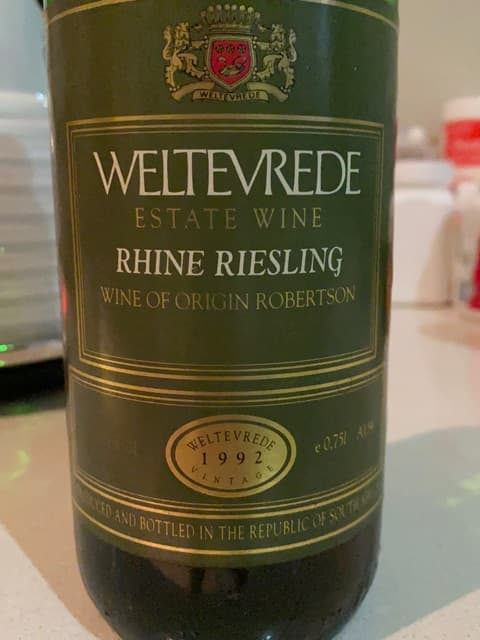 WELTEVREDE
WELTEVREDE
ESTATE WINE
RHINE RIESLING
WINE OF ORIGIN ROBERTSON
WELTEVREDE
1992
VINTAGE
e 0,75l
AND BOTTLED IN THE REPUBLIC OF SOUTH